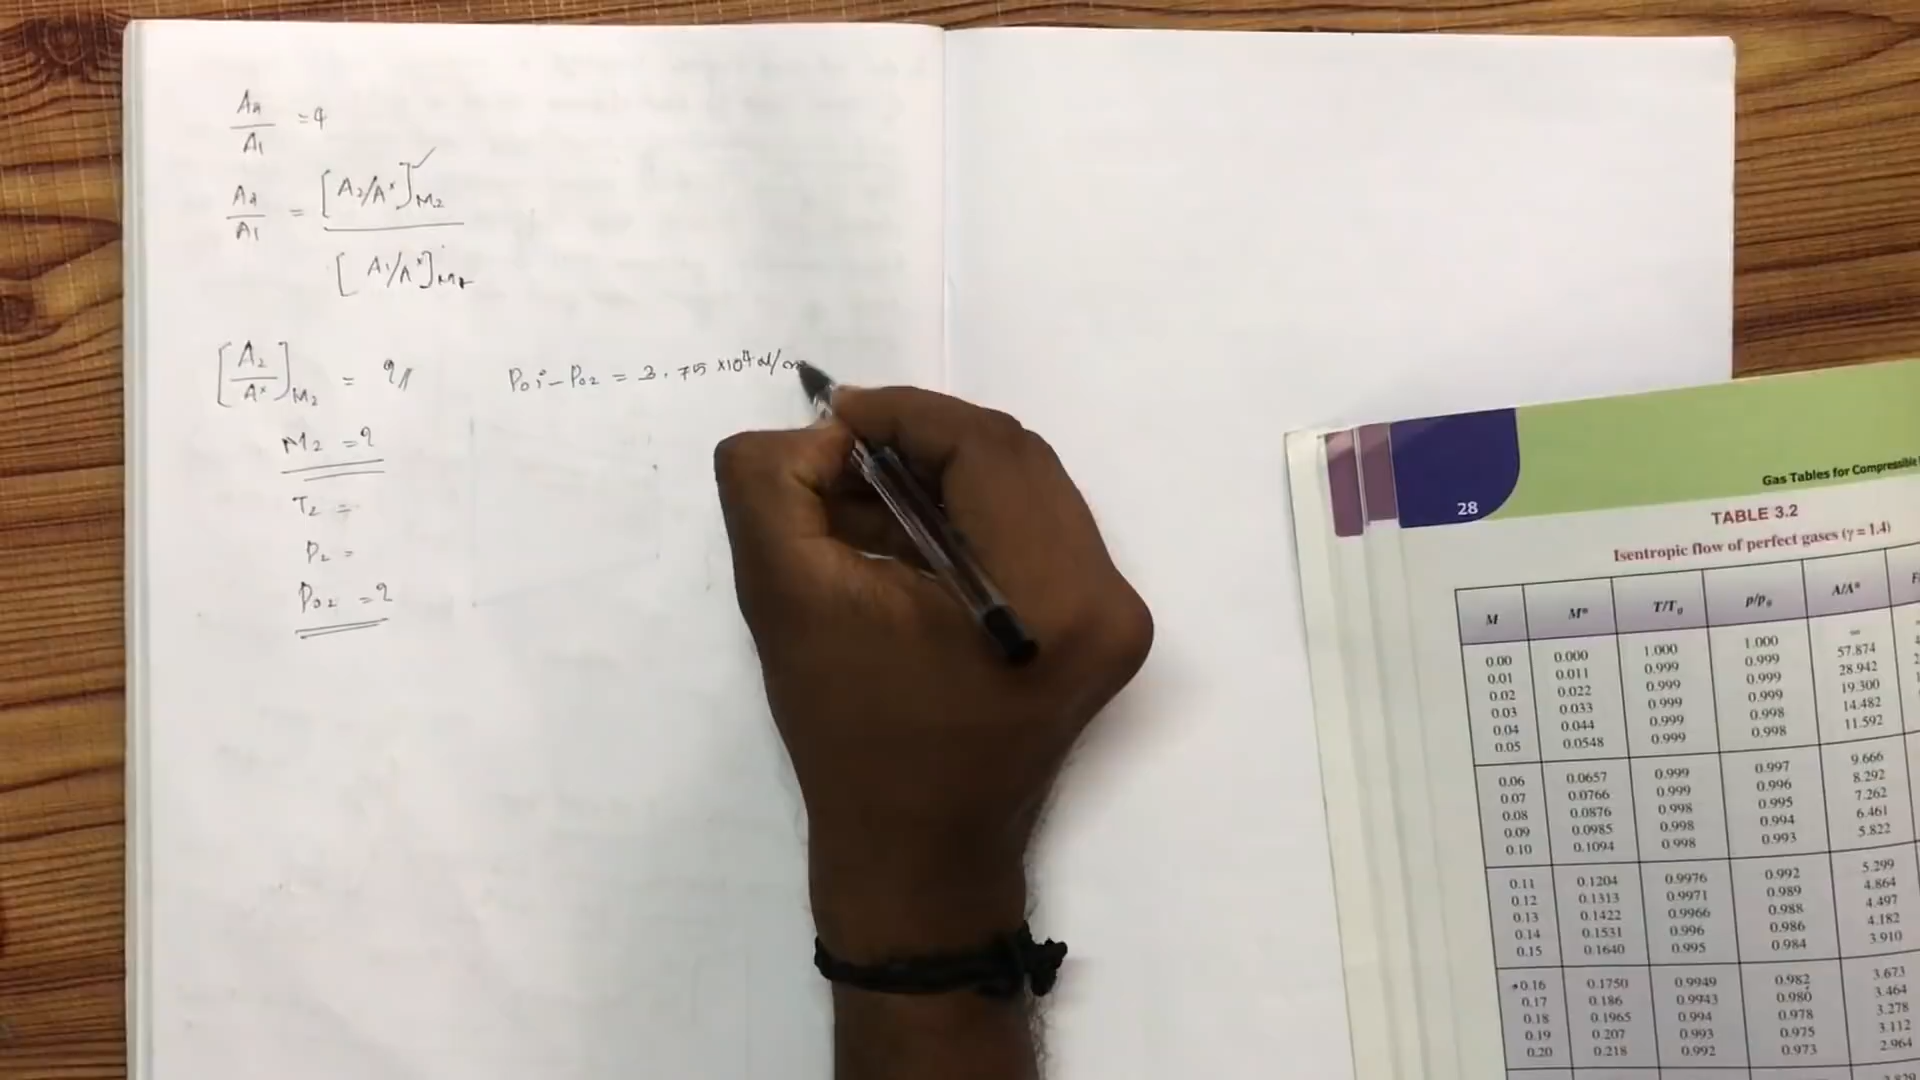 A2/A1 = 4
A2/A1 = [A2/A*]M2 ✓ / [A1/A*]M1
[A2/A*]M2 = ?
P0i - P02 = 3.75 ×10^4 N/m
M2 = ?
T2 =
P2 =
P02 = ?
28
Gas Tables for Compressible
TABLE 3.2
Isentropic flow of perfect gases (γ = 1.4)
M M* T/T0 p/p0 A/A*
0.00 0.000 1.000 1.000 ∞
0.01 0.011 0.999 0.999 57.874
0.02 0.022 0.999 0.999 28.942
0.03 0.033 0.999 0.999 19.300
0.04 0.044 0.999 0.998 14.482
0.05 0.0548 0.999 0.998 11.592
0.06 0.0657 0.999 0.997 9.666
0.07 0.0766 0.999 0.996 8.292
0.08 0.0876 0.998 0.995 7.262
0.09 0.0985 0.998 0.994 6.461
0.10 0.1094 0.998 0.993 5.822
0.11 0.1204 0.9976 0.992 5.299
0.12 0.1313 0.9971 0.989 4.864
0.13 0.1422 0.9966 0.988 4.497
0.14 0.1531 0.996 0.986 4.182
0.15 0.1640 0.995 0.984 3.910
0.16 0.1750 0.9949 0.982 3.673
0.17 0.186 0.9943 0.980 3.464
0.18 0.1965 0.994 0.978 3.278
0.19 0.207 0.993 0.975 3.112
0.20 0.218 0.992 0.973 2.964